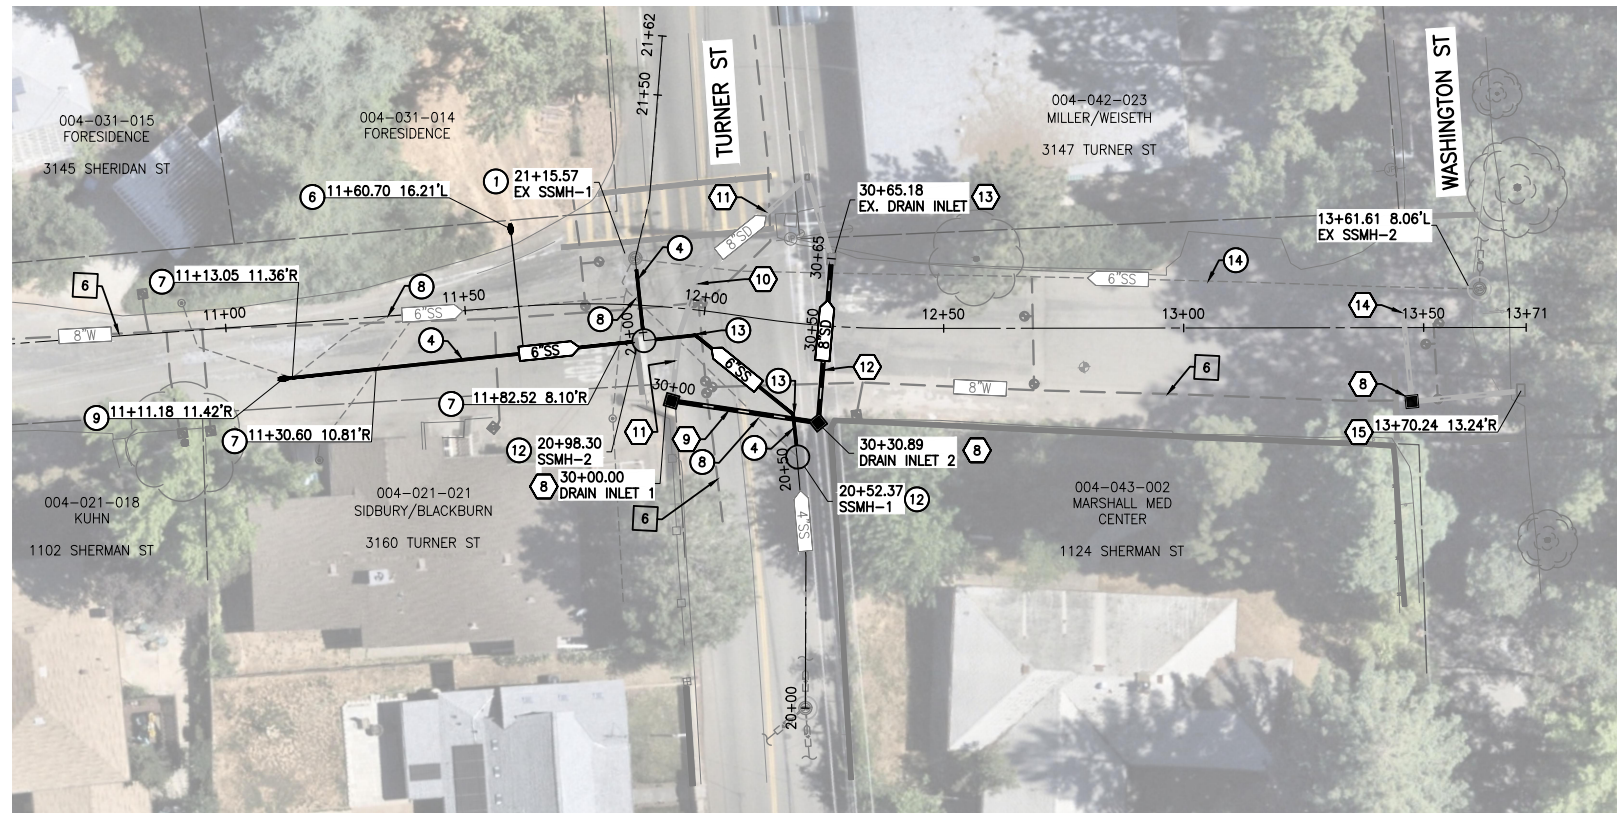 21+62
21+50
TURNER ST
WASHINGTON ST
004-031-015
FORESIDENCE
3145 SHERIDAN ST
004-031-014
FORESIDENCE
004-042-023
MILLER/WEISETH
3147 TURNER ST
6 11+60.70 16.21'L
1 21+15.57
EX SSMH-1
11
8"SD
30+65.18
EX. DRAIN INLET 13
13+61.61 8.06'L
EX SSMH-2
4
30+65
14
6"SS
7 11+13.05 11.36'R
6
8
11+50
10
12+00
14
11+00
6"SS
8
12+50
13+00
13+50
13+71
8"W
4
6"SS
21+00
13
30+50
8"SD
6"SS
12
6
13
8"W
8
30+00
9 11+11.18 11.42'R
7 11+82.52 8.10'R
7 11+30.60 10.81'R
11
9
15 13+70.24 13.24'R
12 20+98.30
SSMH-2
8
4
30+30.89
DRAIN INLET 2 8
20+50
8 30+00.00
DRAIN INLET 1
20+52.37 12
SSMH-1
6
4"SS
004-021-018
KUHN
1102 SHERMAN ST
004-021-021
SIDBURY/BLACKBURN
3160 TURNER ST
004-043-002
MARSHALL MED
CENTER
1124 SHERMAN ST
20+00